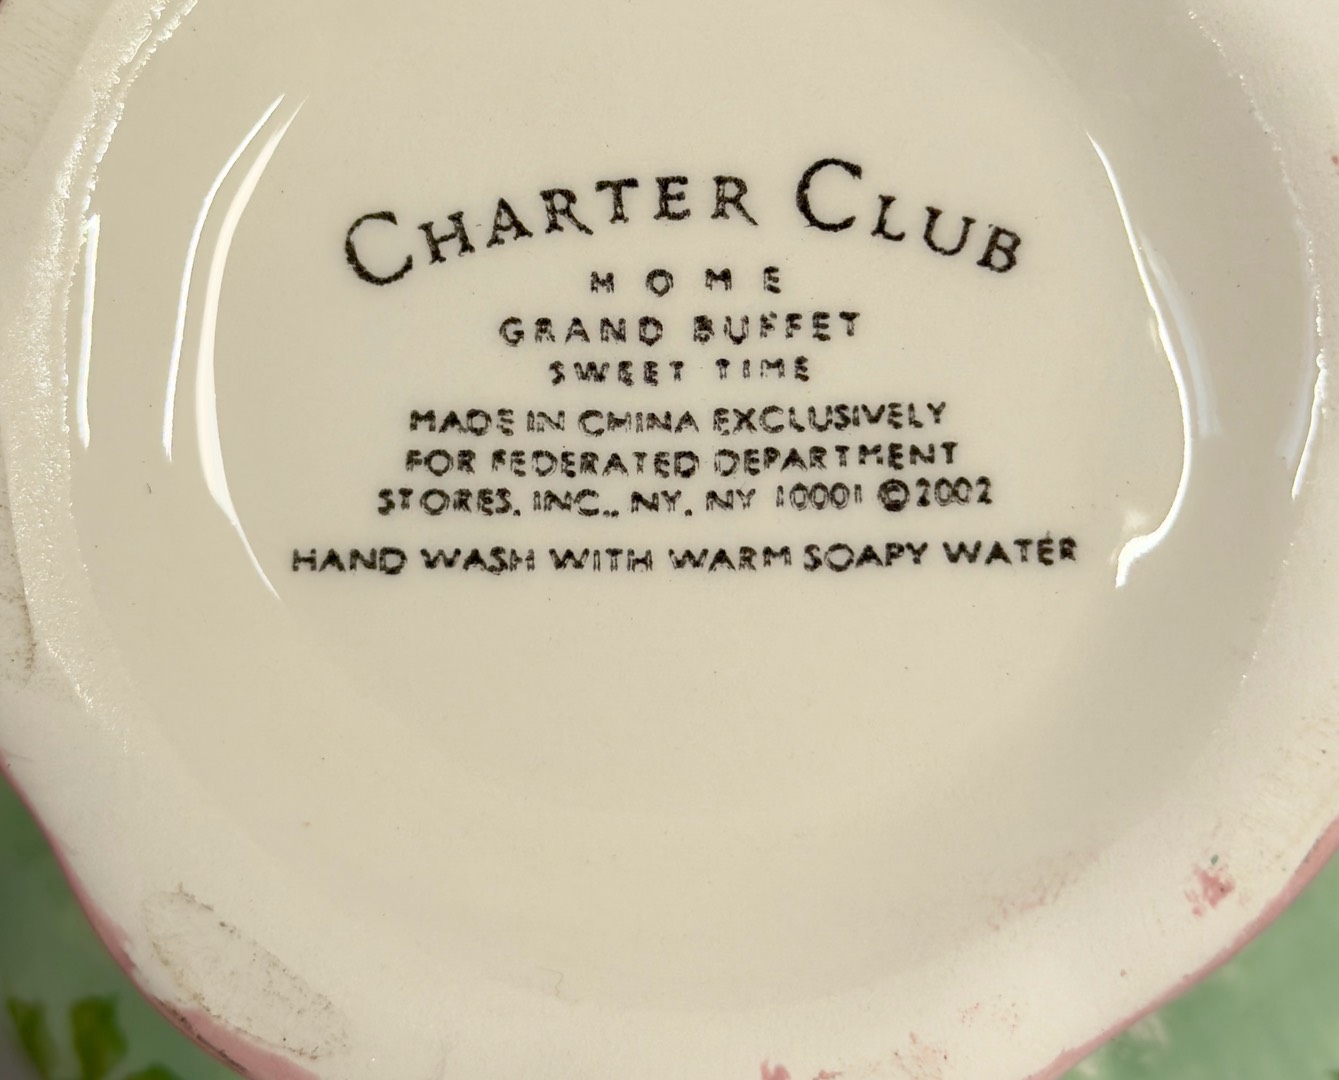 CHARTER CLUB
HOME
GRAND BUFFET
SWEET TIME
MADE IN CHINA EXCLUSIVELY
FOR FEDERATED DEPARTMENT
STORES, INC., NY, NY 10001 ©2002
HAND WASH WITH WARM SOAPY WATER